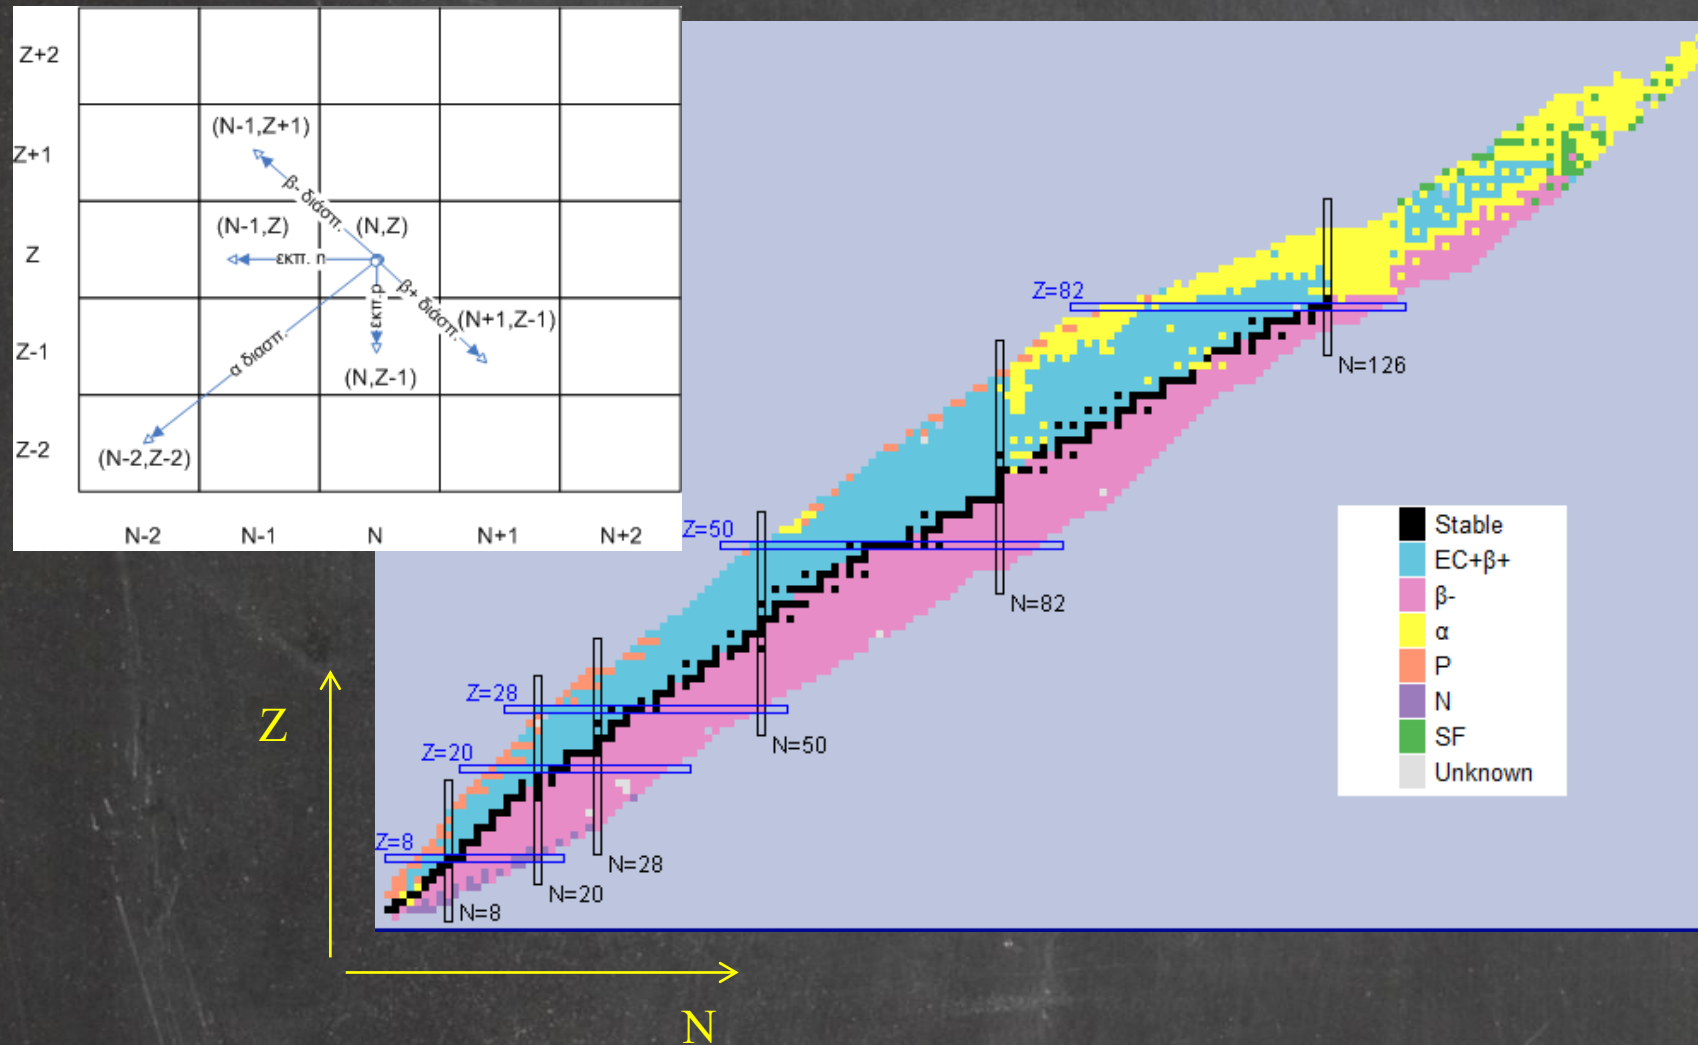 Z+2
Z+1
Z
Z-1
Z-2
(N-1,Z+1)
β- διάσπ.
(N-1,Z)
(N,Z)
εκπ. n
εκπ.p
β+ διάσπ.
(N+1,Z-1)
α διασπ.
(N,Z-1)
(N-2,Z-2)
N-2
N-1
N
N+1
N+2
Z=82
N=126
Z=50
N=82
Z=28
N=50
Z=20
N=28
Z=8
N=20
N=8
Stable
EC+β+
β-
α
P
N
SF
Unknown
Z
N